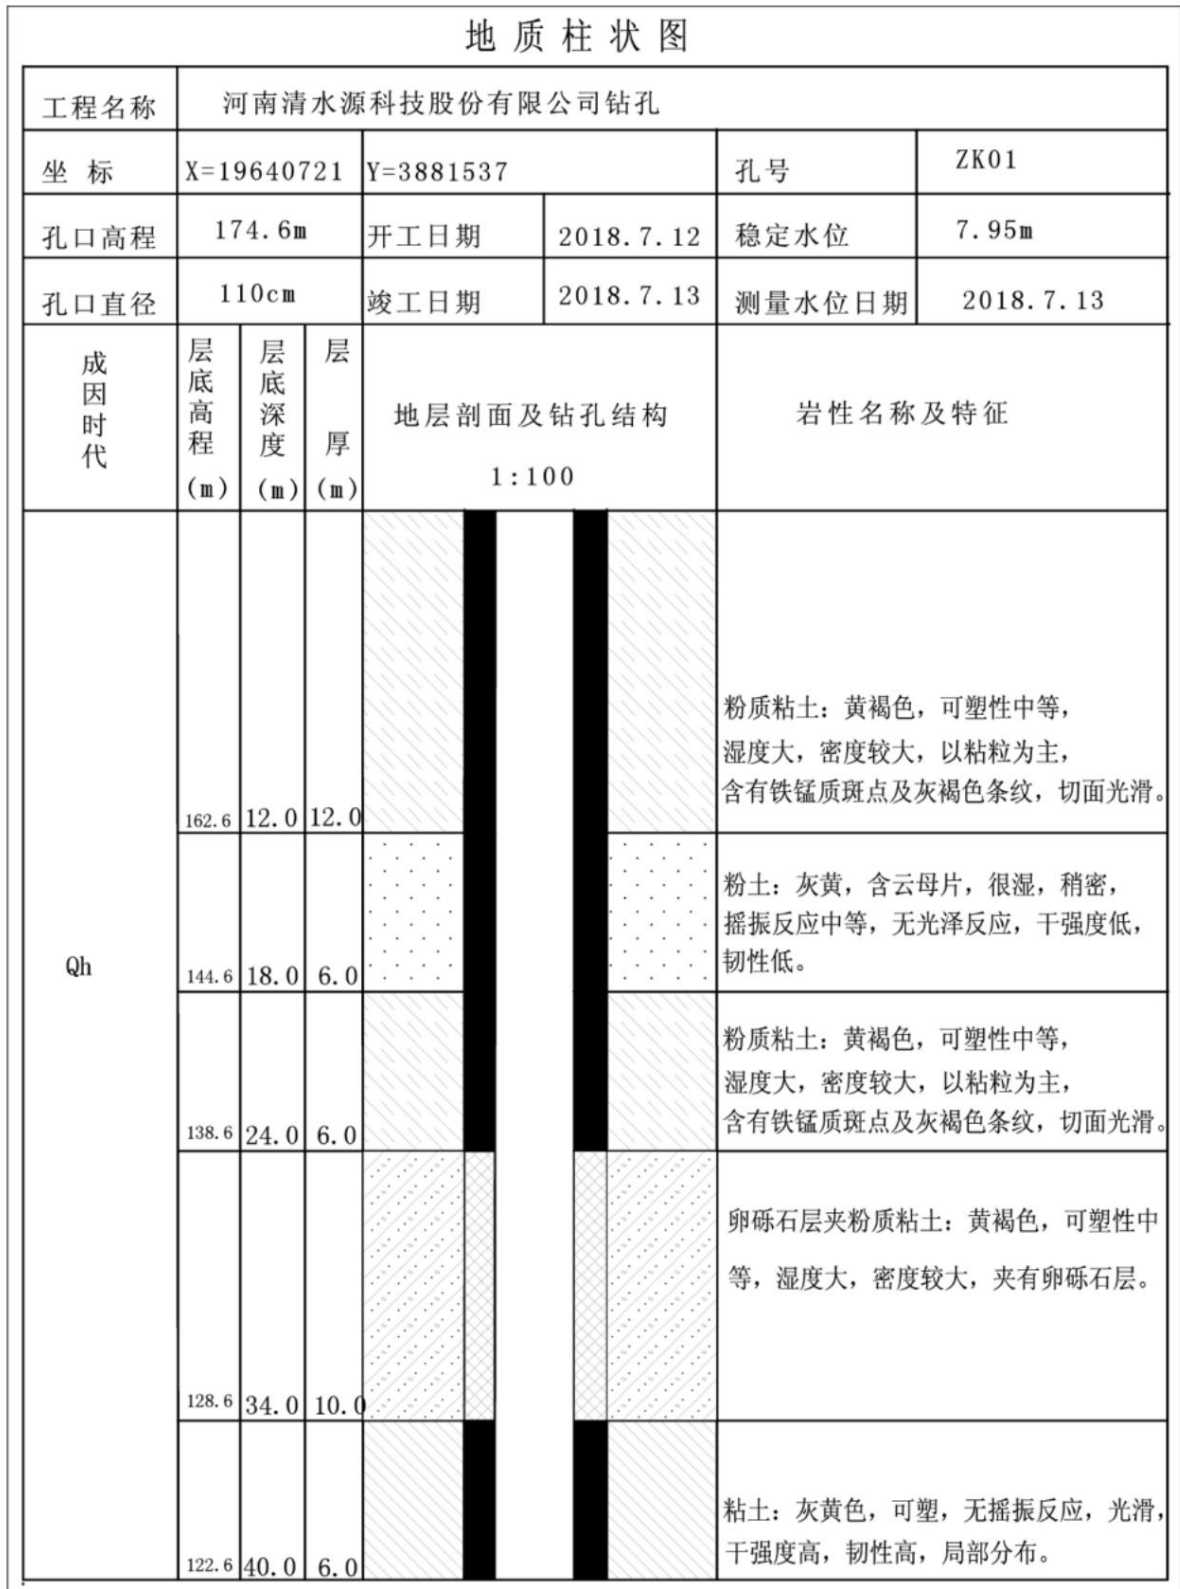 地质柱状图
工程名称 河南清水源科技股份有限公司钻孔
坐标 X=19640721 Y=3881537 孔号 ZK01
孔口高程 174.6m 开工日期 2018.7.12 稳定水位 7.95m
孔口直径 110cm 竣工日期 2018.7.13 测量水位日期 2018.7.13
成因时代
层底高程(m)
层底深度(m)
层厚(m)
地层剖面及钻孔结构
1:100
岩性名称及特征
Qh
粉质粘土：黄褐色，可塑性中等，
湿度大，密度较大，以粘粒为主，
含有铁锰质斑点及灰褐色条纹，切面光滑。
162.6 12.0 12.0
粉土：灰黄，含云母片，很湿，稍密，
摇振反应中等，无光泽反应，干强度低，
韧性低。
144.6 18.0 6.0
粉质粘土：黄褐色，可塑性中等，
湿度大，密度较大，以粘粒为主，
含有铁锰质斑点及灰褐色条纹，切面光滑。
138.6 24.0 6.0
卵砾石层夹粉质粘土：黄褐色，可塑性中
等，湿度大，密度较大，夹有卵砾石层。
128.6 34.0 10.0
粘土：灰黄色，可塑，无摇振反应，光滑，
干强度高，韧性高，局部分布。
122.6 40.0 6.0